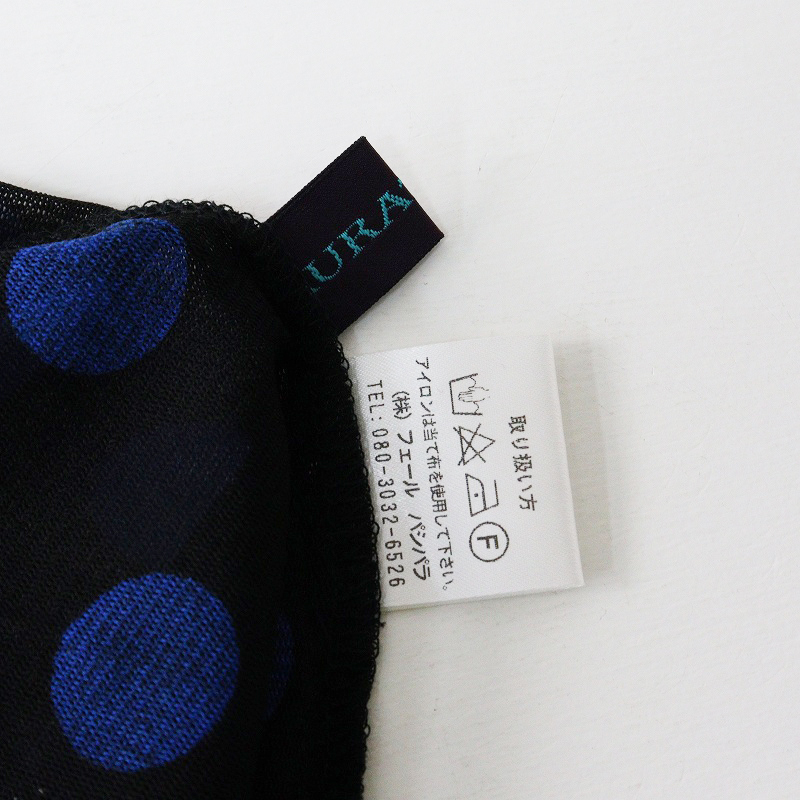 URA
取り扱い方
F
アイロンは当て布を使用して下さい。
(株) フェール パンパラ
TEL: 080-3032-6526